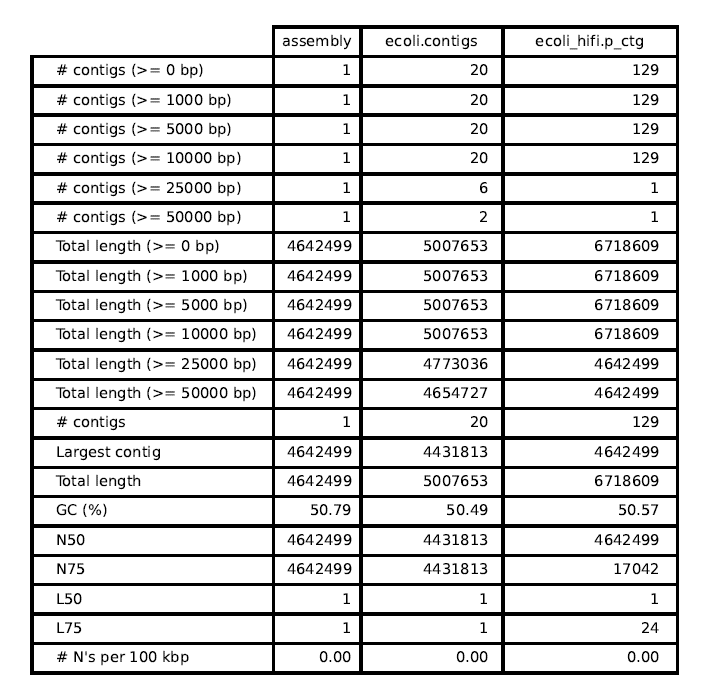 assembly ecoli.contigs ecoli_hifi.p_ctg
# contigs (>= 0 bp) 1 20 129
# contigs (>= 1000 bp) 1 20 129
# contigs (>= 5000 bp) 1 20 129
# contigs (>= 10000 bp) 1 20 129
# contigs (>= 25000 bp) 1 6 1
# contigs (>= 50000 bp) 1 2 1
Total length (>= 0 bp) 4642499 5007653 6718609
Total length (>= 1000 bp) 4642499 5007653 6718609
Total length (>= 5000 bp) 4642499 5007653 6718609
Total length (>= 10000 bp) 4642499 5007653 6718609
Total length (>= 25000 bp) 4642499 4773036 4642499
Total length (>= 50000 bp) 4642499 4654727 4642499
# contigs 1 20 129
Largest contig 4642499 4431813 4642499
Total length 4642499 5007653 6718609
GC (%) 50.79 50.49 50.57
N50 4642499 4431813 4642499
N75 4642499 4431813 17042
L50 1 1 1
L75 1 1 24
# N's per 100 kbp 0.00 0.00 0.00